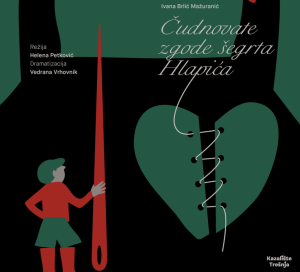 Ivana Brlić Mažuranić
Čudnovate
zgode šegrta
Hlapića
Režija
Helena Petković
Dramatizacija
Vedrana Vrhovnik
Kazalište
Trešnja